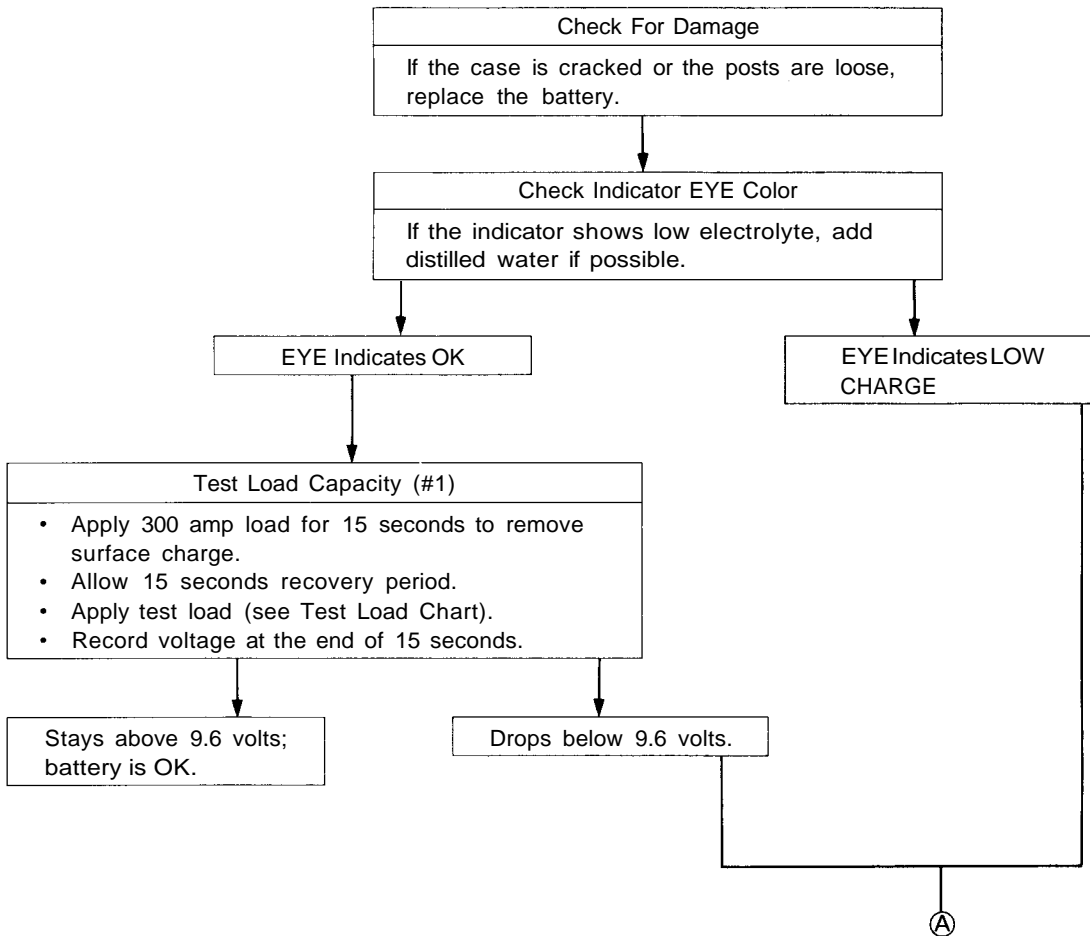 Check For Damage
If the case is cracked or the posts are loose,
replace the battery.
Check Indicator EYE Color
If the indicator shows low electrolyte, add
distilled water if possible.
EYE Indicates OK
EYE Indicates LOW
CHARGE
Test Load Capacity (#1)
• Apply 300 amp load for 15 seconds to remove
surface charge.
• Allow 15 seconds recovery period.
• Apply test load (see Test Load Chart).
• Record voltage at the end of 15 seconds.
Stays above 9.6 volts;
battery is OK.
Drops below 9.6 volts.
A